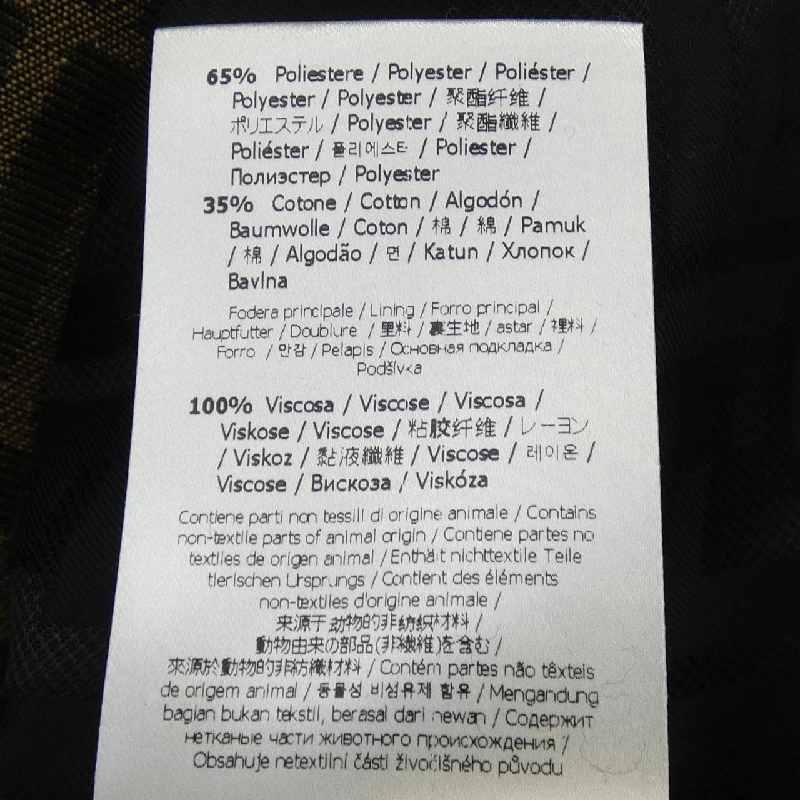 65% Poliestere / Polyester / Poliéster /
Polyester / Polyester / 聚酯纤维 /
ポリエステル / Polyester / 聚酯纖維 /
Poliéster / 폴리에스터 / Poliester /
Полиэстер / Polyester
35% Cotone / Cotton / Algodón /
Baumwolle / Coton / 棉 / 綿 / Pamuk
/ 棉 / Algodão / 면 / Katun / Хлопок /
Bavlna
Fodera principale / Lining / Forro principal /
Hauptfutter / Doublure / 里料 / 裏生地 / astar / 裡料 /
Forro / 안감 / Pelapis / Основная подкладка /
Podšívka
100% Viscosa / Viscose / Viscosa /
Viskose / Viscose / 粘胶纤维 / レーヨン
/ Viskoz / 黏液纖維 / Viscose / 레이온 /
Viscose / Вискоза / Viskóza
Contiene parti non tessili di origine animale / Contains
non-textile parts of animal origin / Contiene partes no
textiles de origen animal / Enthält nichttextile Teile
tierischen Ursprungs / Contient des éléments
non-textiles d'origine animale /
来源于动物的非纺织材料 /
動物由来の部品(非繊維)を含む /
來源於動物的非紡織材料 / Contém partes não têxteis
de origem animal / 동물성 비섬유제 함유 / Mengandung
bagian bukan tekstil, berasal dari hewan / Содержит
нетканые части животного происхождения /
Obsahuje netextilní části živočišného původu